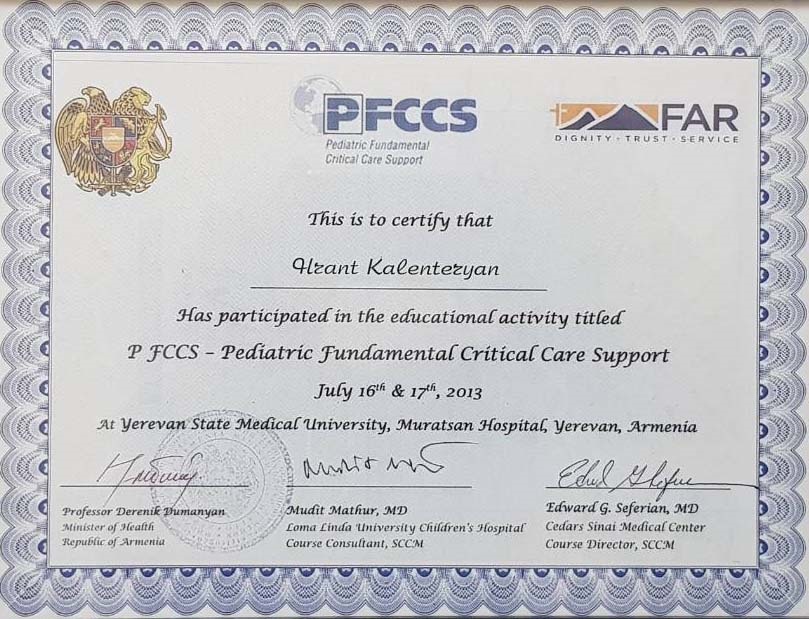 PFCCS
Pediatric Fundamental
Critical Care Support
FAR
DIGNITY · TRUST · SERVICE
This is to certify that
Hrant Kalenteryan
Has participated in the educational activity titled
P FCCS – Pediatric Fundamental Critical Care Support
July 16th & 17th, 2013
At Yerevan State Medical University, Muratsan Hospital, Yerevan, Armenia
Professor Derenik Dumanyan
Minister of Health
Republic of Armenia
Mudit Mathur, MD
Loma Linda University Children's Hospital
Course Consultant, SCCM
Edward G. Seferian, MD
Cedars Sinai Medical Center
Course Director, SCCM